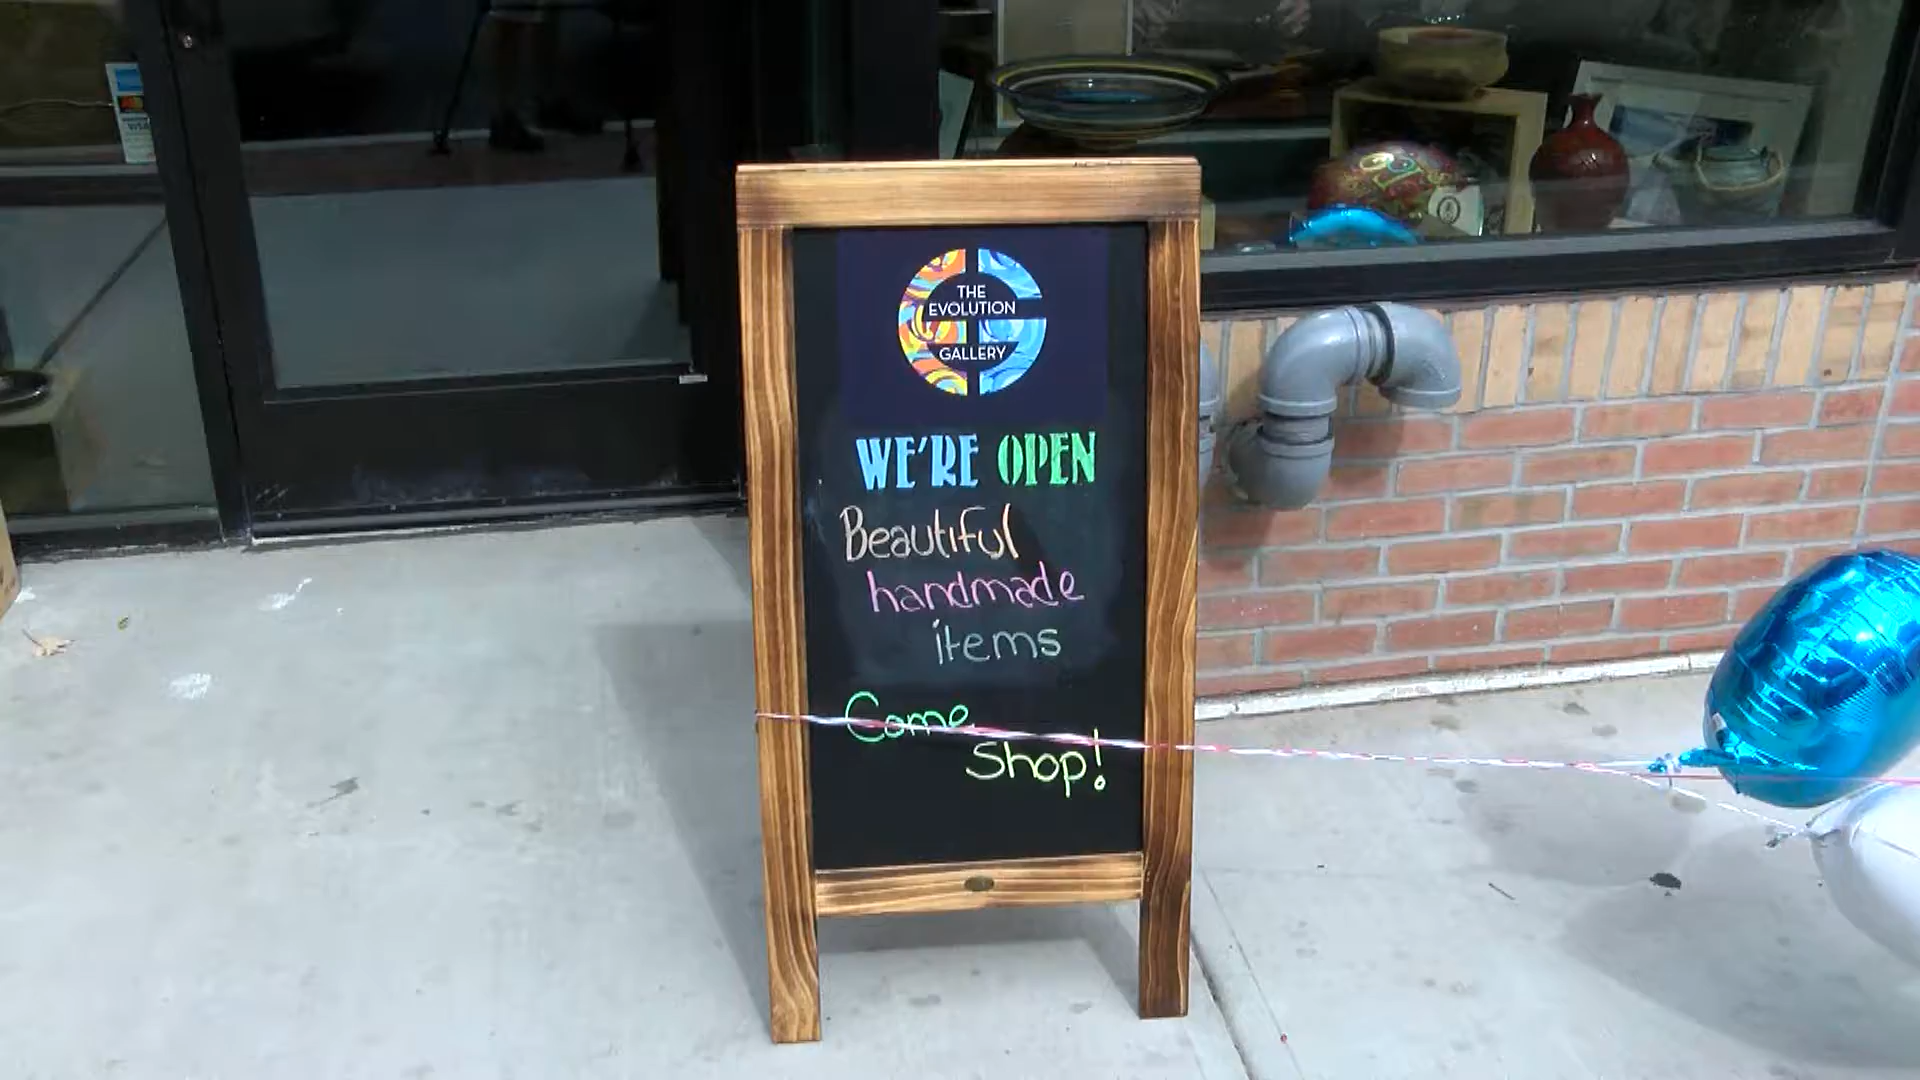 THE
EVOLUTION
GALLERY
WE'RE OPEN
Beautiful
handmade
items
Come
Shop!